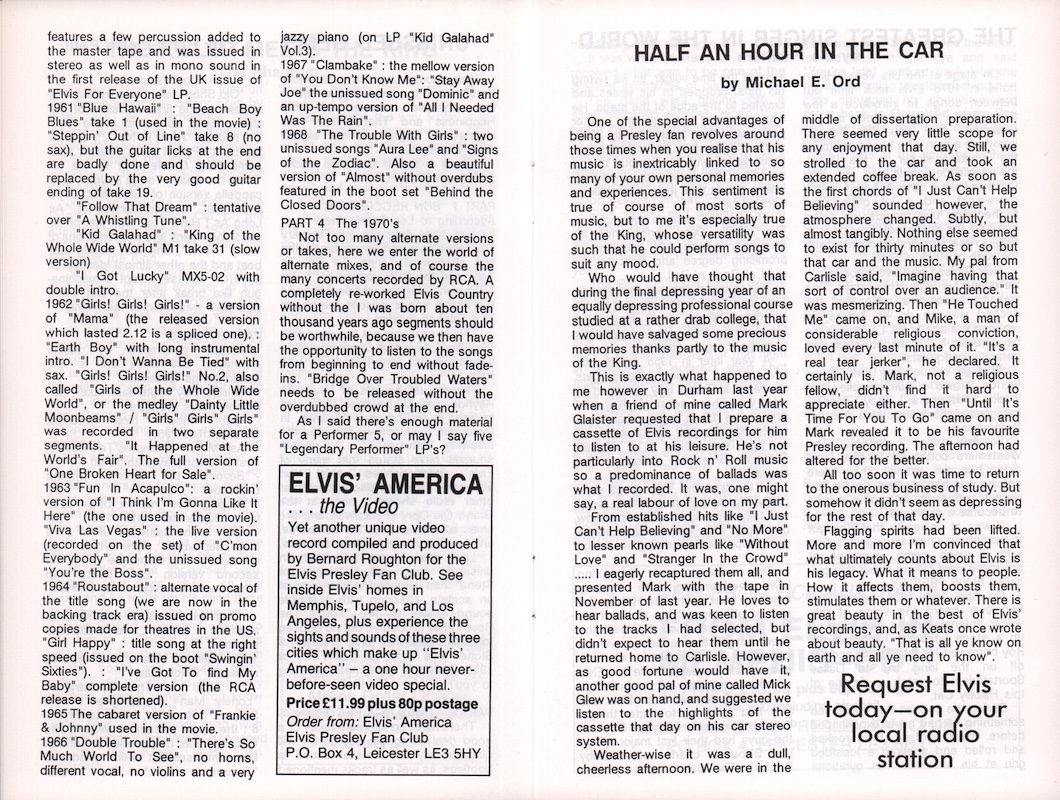 features a few percussion added to
the master tape and was issued in
stereo as well as in mono sound in
the first release of the UK issue of
"Elvis For Everyone" LP.
1961 "Blue Hawaii" : "Beach Boy
Blues" take 1 (used in the movie) :
"Steppin' Out of Line" take 8 (no
sax), but the guitar licks at the end
are badly done and should be
replaced by the very good guitar
ending of take 19.
"Follow That Dream" : tentative
over "A Whistling Tune".
"Kid Galahad" : "King of the
Whole Wide World" M1 take 31 (slow
version)
"I Got Lucky" MX5-02 with
double intro.
1962 "Girls! Girls! Girls!" - a version
of "Mama" (the released version
which lasted 2.12 is a spliced one). :
"Earth Boy" with long instrumental
intro. "I Don't Wanna Be Tied" with
sax. "Girls! Girls! Girls!" No.2, also
called "Girls of the Whole Wide
World", or the medley "Dainty Little
Moonbeams" / "Girls Girls Girls"
was recorded in two separate
segments. "It Happened at the
World's Fair". The full version of
"One Broken Heart for Sale".
1963 "Fun In Acapulco": a rockin'
version of "I Think I'm Gonna Like It
Here" (the one used in the movie).
"Viva Las Vegas" : the live version
(recorded on the set) of "C'mon
Everybody" and the unissued song
"You're the Boss".
1964 "Roustabout" : alternate vocal of
the title song (we are now in the
backing track era) issued on promo
copies made for theatres in the US.
"Girl Happy" : title song at the right
speed (issued on the boot "Swingin'
Sixties"). : "I've Got To find My
Baby" complete version (the RCA
release is shortened).
1965 The cabaret version of "Frankie
& Johnny" used in the movie.
1966 "Double Trouble" : "There's So
Much World To See", no horns,
different vocal, no violins and a very
jazzy piano (on LP "Kid Galahad"
Vol.3).
1967 "Clambake" : the mellow version
of "You Don't Know Me": "Stay Away
Joe" the unissued song "Dominic" and
an up-tempo version of "All I Needed
Was The Rain".
1968 "The Trouble With Girls" : two
unissued songs "Aura Lee" and "Signs
of the Zodiac". Also a beautiful
version of "Almost" without overdubs
featured in the boot set "Behind the
Closed Doors".
PART 4 The 1970's
Not too many alternate versions
or takes, here we enter the world of
alternate mixes, and of course the
many concerts recorded by RCA. A
completely re-worked Elvis Country
without the I was born about ten
thousand years ago segments should
be worthwhile, because we then have
the opportunity to listen to the songs
from beginning to end without fade-
ins. "Bridge Over Troubled Waters"
needs to be released without the
overdubbed crowd at the end.
As I said there's enough material
for a Performer 5, or may I say five
"Legendary Performer" LP's?
ELVIS' AMERICA
. . . the Video
Yet another unique video
record compiled and produced
by Bernard Roughton for the
Elvis Presley Fan Club. See
inside Elvis' homes in
Memphis, Tupelo, and Los
Angeles, plus experience the
sights and sounds of these three
cities which make up "Elvis'
America" – a one hour never-
before-seen video special.
Price £11.99 plus 80p postage
Order from: Elvis' America
Elvis Presley Fan Club
P.O. Box 4, Leicester LE3 5HY
HALF AN HOUR IN THE CAR
by Michael E. Ord
One of the special advantages of
being a Presley fan revolves around
those times when you realise that his
music is inextricably linked to so
many of your own personal memories
and experiences. This sentiment is
true of course of most sorts of
music, but to me it's especially true
of the King, whose versatility was
such that he could perform songs to
suit any mood.
Who would have thought that
during the final depressing year of an
equally depressing professional course
studied at a rather drab college, that
I would have salvaged some precious
memories thanks partly to the music
of the King.
This is exactly what happened to
me however in Durham last year
when a friend of mine called Mark
Glaister requested that I prepare a
cassette of Elvis recordings for him
to listen to at his leisure. He's not
particularly into Rock n' Roll music
so a predominance of ballads was
what I recorded. It was, one might
say, a real labour of love on my part.
From established hits like "I Just
Can't Help Believing" and "No More"
to lesser known pearls like "Without
Love" and "Stranger In the Crowd"
..... I eagerly recaptured them all, and
presented Mark with the tape in
November of last year. He loves to
hear ballads, and was keen to listen
to the tracks I had selected, but
didn't expect to hear them until he
returned home to Carlisle. However,
as good fortune would have it,
another good pal of mine called Mick
Glew was on hand, and suggested we
listen to the highlights of the
cassette that day on his car stereo
system.
Weather-wise it was a dull,
cheerless afternoon. We were in the
middle of dissertation preparation.
There seemed very little scope for
any enjoyment that day. Still, we
strolled to the car and took an
extended coffee break. As soon as
the first chords of "I Just Can't Help
Believing" sounded however, the
atmosphere changed. Subtly, but
almost tangibly. Nothing else seemed
to exist for thirty minutes or so but
that car and the music. My pal from
Carlisle said, "Imagine having that
sort of control over an audience." It
was mesmerizing. Then "He Touched
Me" came on, and Mike, a man of
considerable religious conviction,
loved every last minute of it. "It's a
real tear jerker", he declared. It
certainly is. Mark, not a religious
fellow, didn't find it hard to
appreciate either. Then "Until It's
Time For You To Go" came on and
Mark revealed it to be his favourite
Presley recording. The afternoon had
altered for the better.
All too soon it was time to return
to the onerous business of study. But
somehow it didn't seem as depressing
for the rest of that day.
Flagging spirits had been lifted.
More and more I'm convinced that
what ultimately counts about Elvis is
his legacy. What it means to people.
How it affects them, boosts them,
stimulates them or whatever. There is
great beauty in the best of Elvis'
recordings, and, as Keats once wrote
about beauty. "That is all ye know on
earth and all ye need to know".
Request Elvis
today—on your
local radio
station